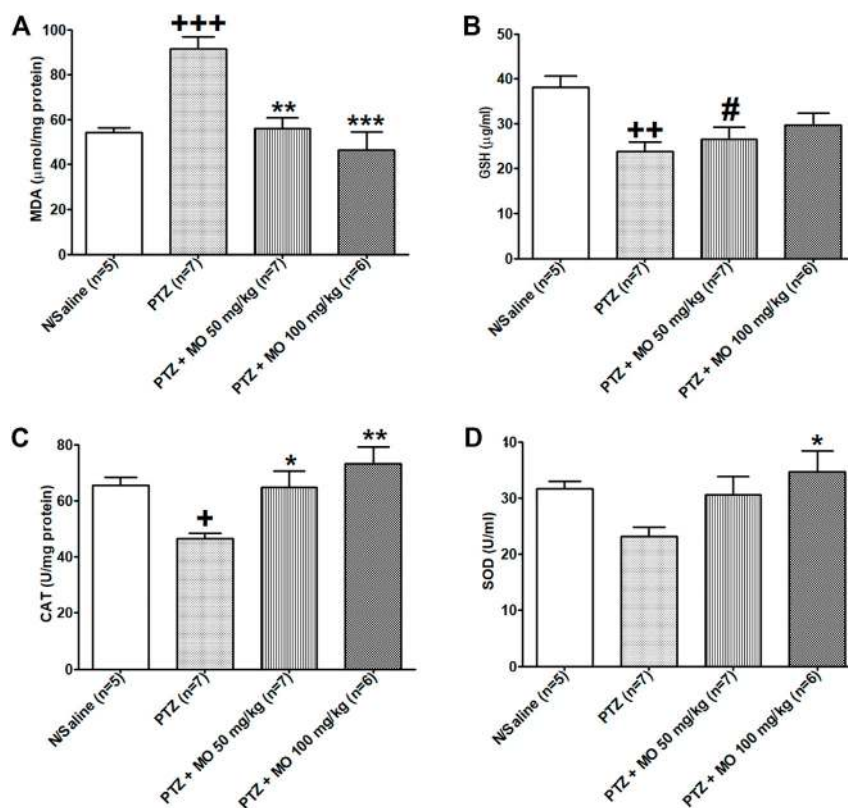 A
MDA (μmol/mg protein)
100
80
60
40
20
0
+++
**
***
N/Saline (n=5)
PTZ (n=7)
PTZ + MO 50 mg/kg (n=7)
PTZ + MO 100 mg/kg (n=6)
B
GSH (μg/ml)
50
40
30
20
10
0
++
#
N/Saline (n=5)
PTZ (n=7)
PTZ + MO 50 mg/kg (n=7)
PTZ + MO 100 mg/kg (n=6)
C
CAT (U/mg protein)
80
60
40
20
0
+
*
**
N/Saline (n=5)
PTZ (n=7)
PTZ + MO 50 mg/kg (n=7)
PTZ + MO 100 mg/kg (n=6)
D
SOD (U/ml)
40
30
20
10
0
*
N/Saline (n=5)
PTZ (n=7)
PTZ + MO 50 mg/kg (n=7)
PTZ + MO 100 mg/kg (n=6)